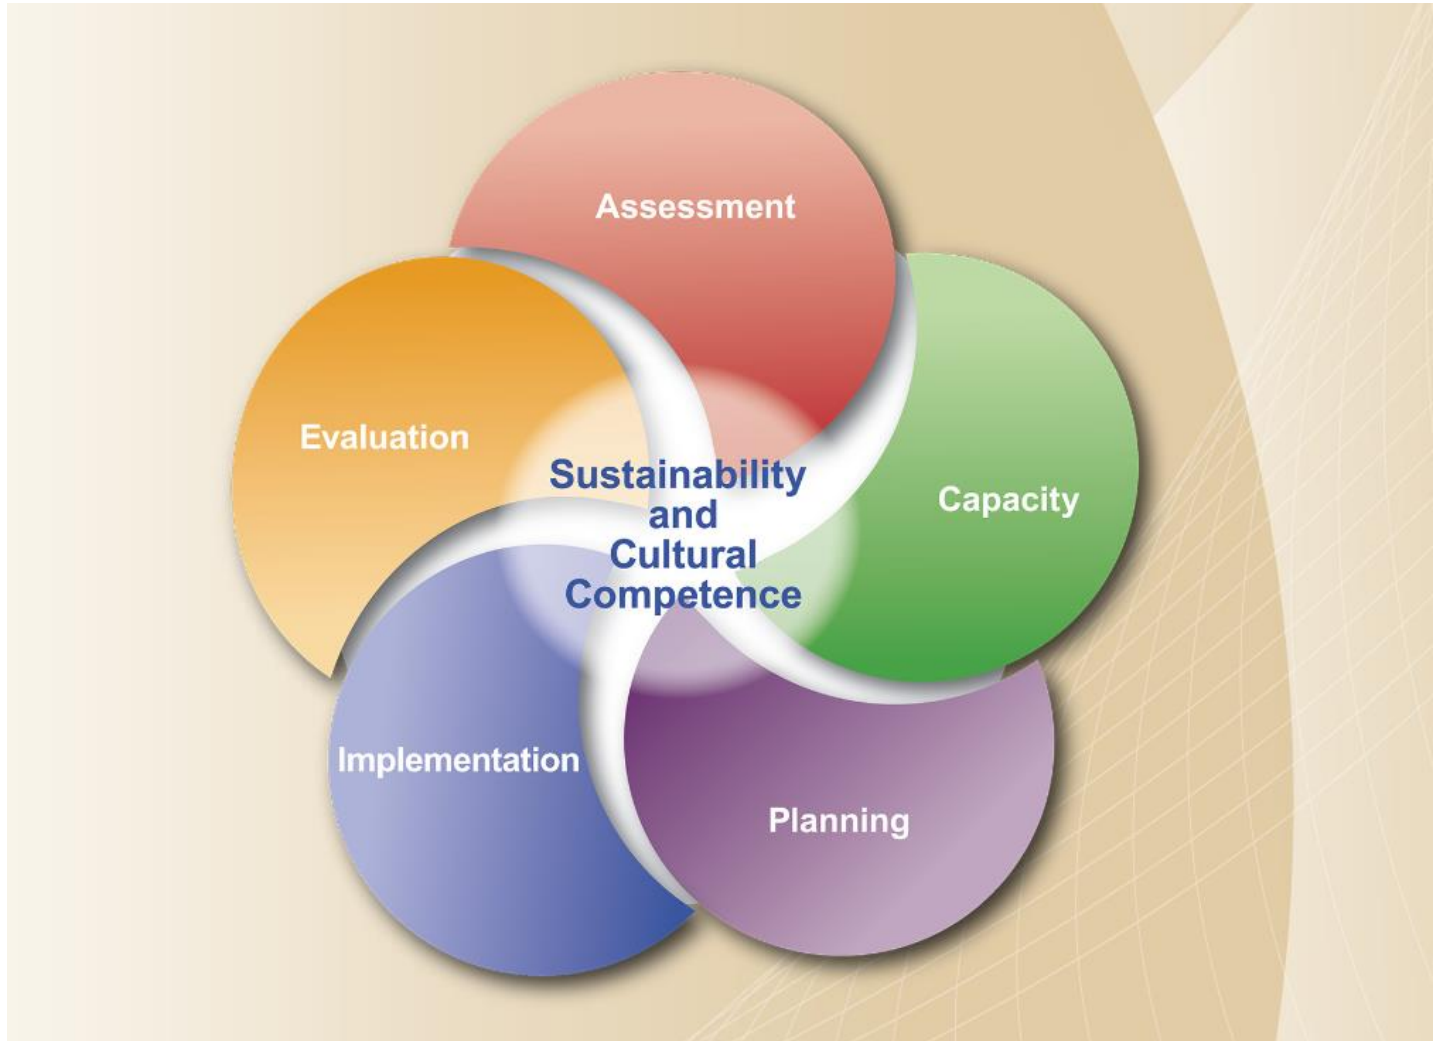 Assessment
Capacity
Planning
Implementation
Evaluation
Sustainability
and
Cultural
Competence